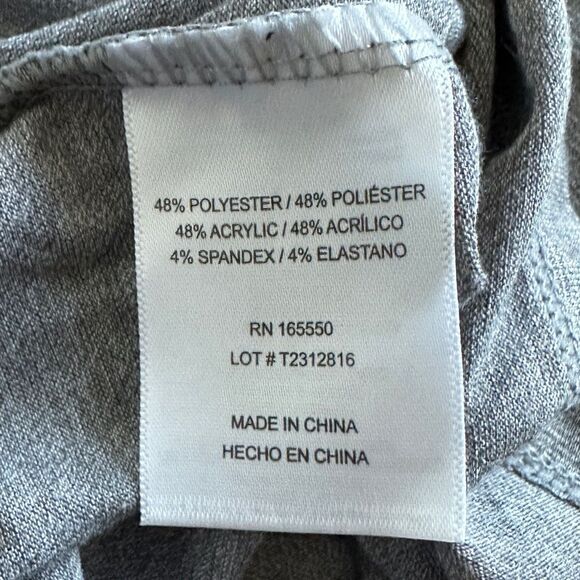 48% POLYESTER / 48% POLIÉSTER
48% ACRYLIC / 48% ACRÍLICO
4% SPANDEX / 4% ELASTANO
RN 165550
LOT # T2312816
MADE IN CHINA
HECHO EN CHINA